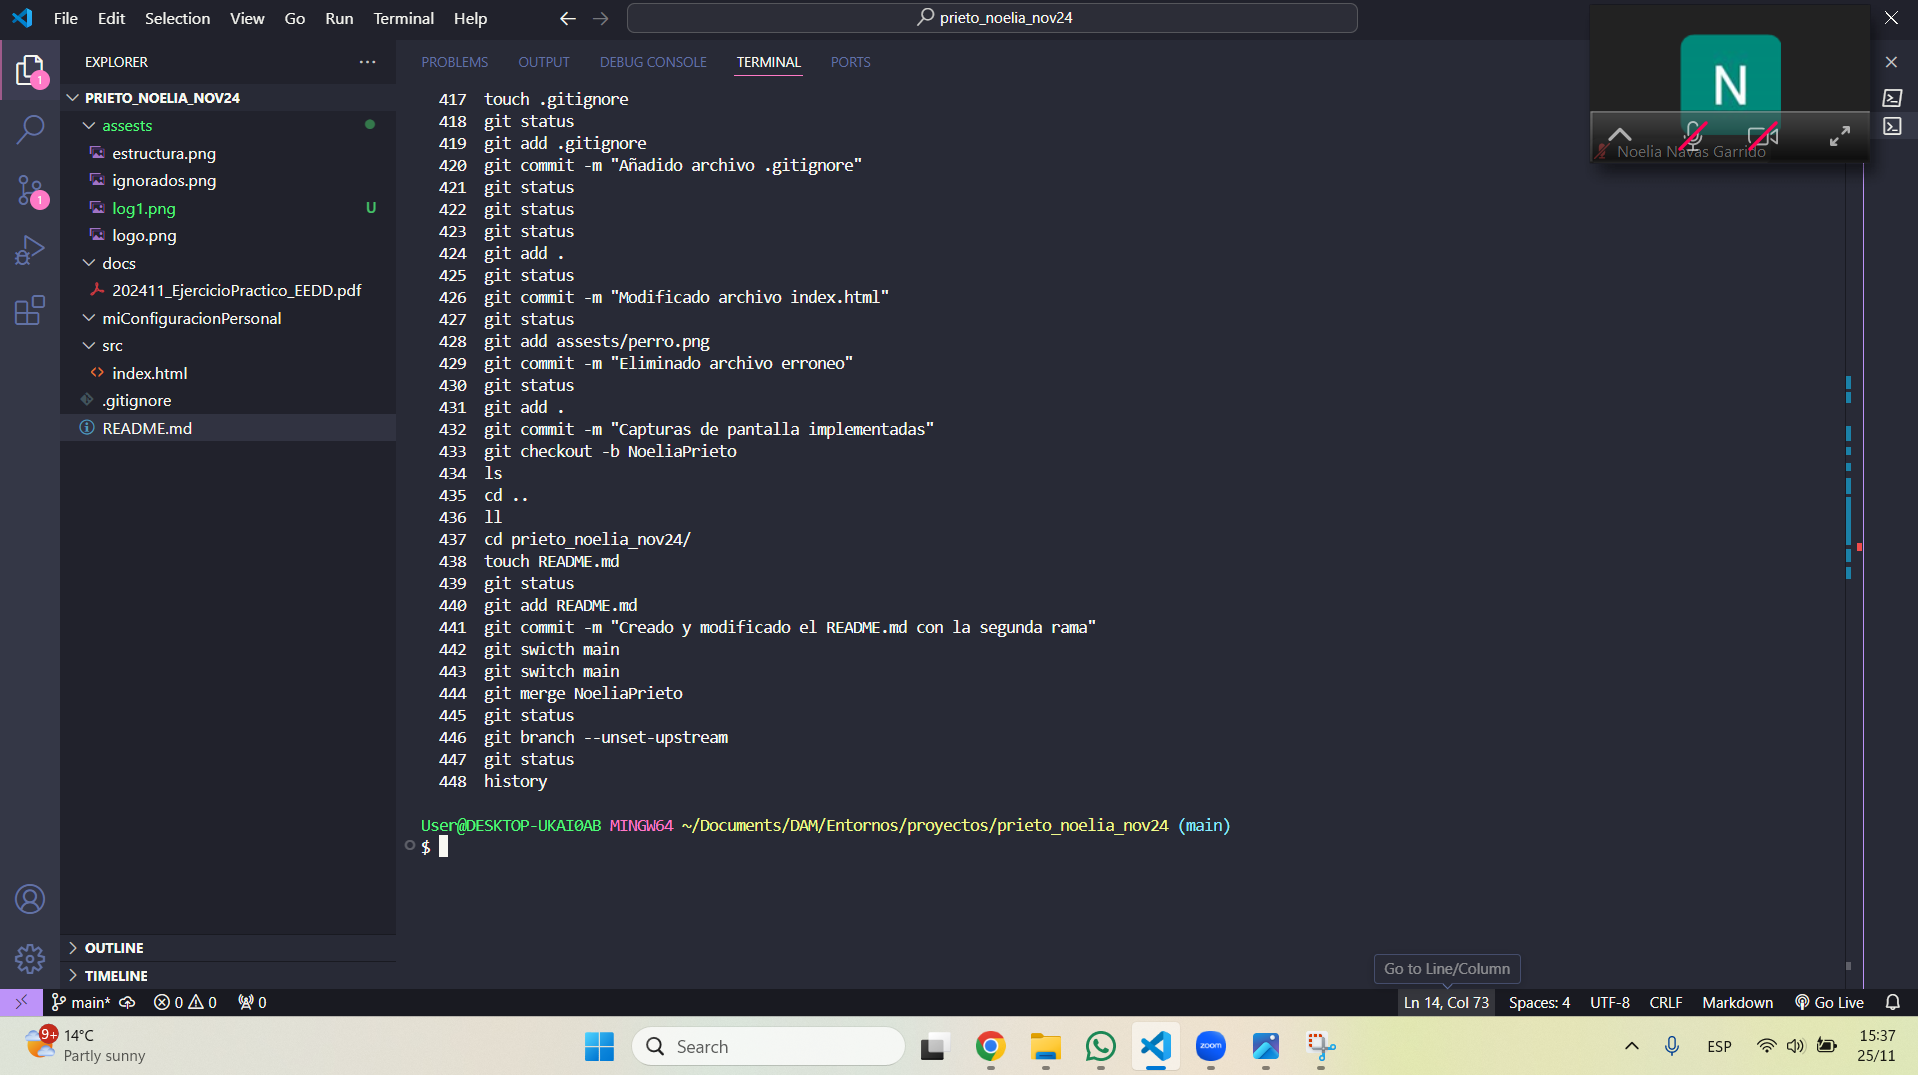 File Edit Selection View Go Run Terminal Help
prieto_noelia_nov24
EXPLORER
PRIETO_NOELIA_NOV24
assests
estructura.png
ignorados.png
log1.png U
logo.png
docs
202411_EjercicioPractico_EEDD.pdf
miConfiguracionPersonal
src
index.html
.gitignore
README.md
OUTLINE
TIMELINE
PROBLEMS OUTPUT DEBUG CONSOLE TERMINAL PORTS
417 touch .gitignore
418 git status
419 git add .gitignore
420 git commit -m "Añadido archivo .gitignore"
421 git status
422 git status
423 git status
424 git add .
425 git status
426 git commit -m "Modificado archivo index.html"
427 git status
428 git add assests/perro.png
429 git commit -m "Eliminado archivo erroneo"
430 git status
431 git add .
432 git commit -m "Capturas de pantalla implementadas"
433 git checkout -b NoeliaPrieto
434 ls
435 cd ..
436 ll
437 cd prieto_noelia_nov24/
438 touch README.md
439 git status
440 git add README.md
441 git commit -m "Creado y modificado el README.md con la segunda rama"
442 git swicth main
443 git switch main
444 git merge NoeliaPrieto
445 git status
446 git branch --unset-upstream
447 git status
448 history
User@DESKTOP-UKAI0AB MINGW64 ~/Documents/DAM/Entornos/proyectos/prieto_noelia_nov24 (main)
$
N
Noelia Navas Garrido
1
1
Go to Line/Column
main* 0 0 0
Ln 14, Col 73 Spaces: 4 UTF-8 CRLF Markdown Go Live
9+ 14°C
Partly sunny
Search
zoom
ESP
15:37
25/11